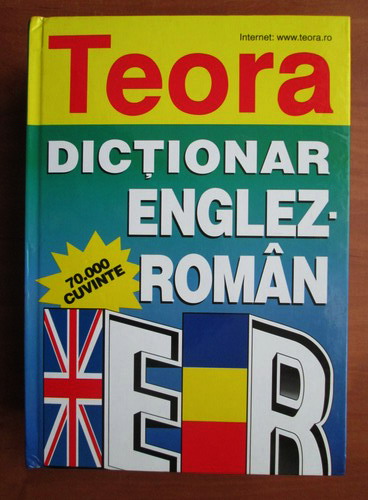 Internet: www.teora.ro
Teora
DICȚIONAR
ENGLEZ-
ROMÂN
70.000
CUVINTE
E R